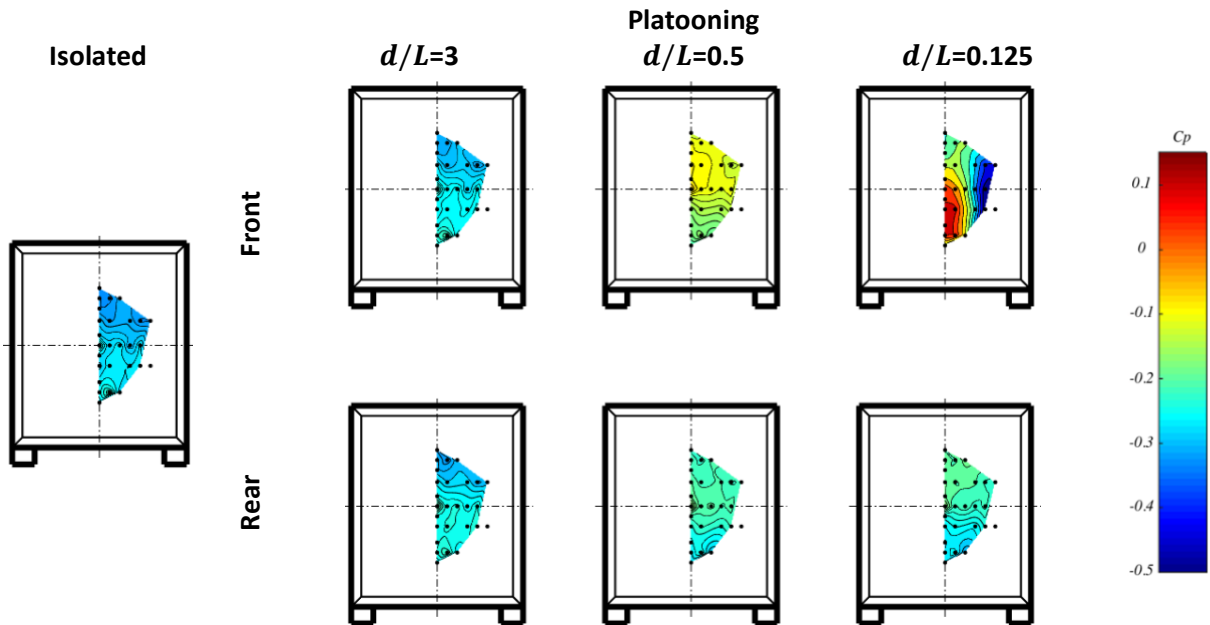 Platooning
Isolated
d/L=3
d/L=0.5
d/L=0.125
Front
Rear
Cp
0.1
0
-0.1
-0.2
-0.3
-0.4
-0.5